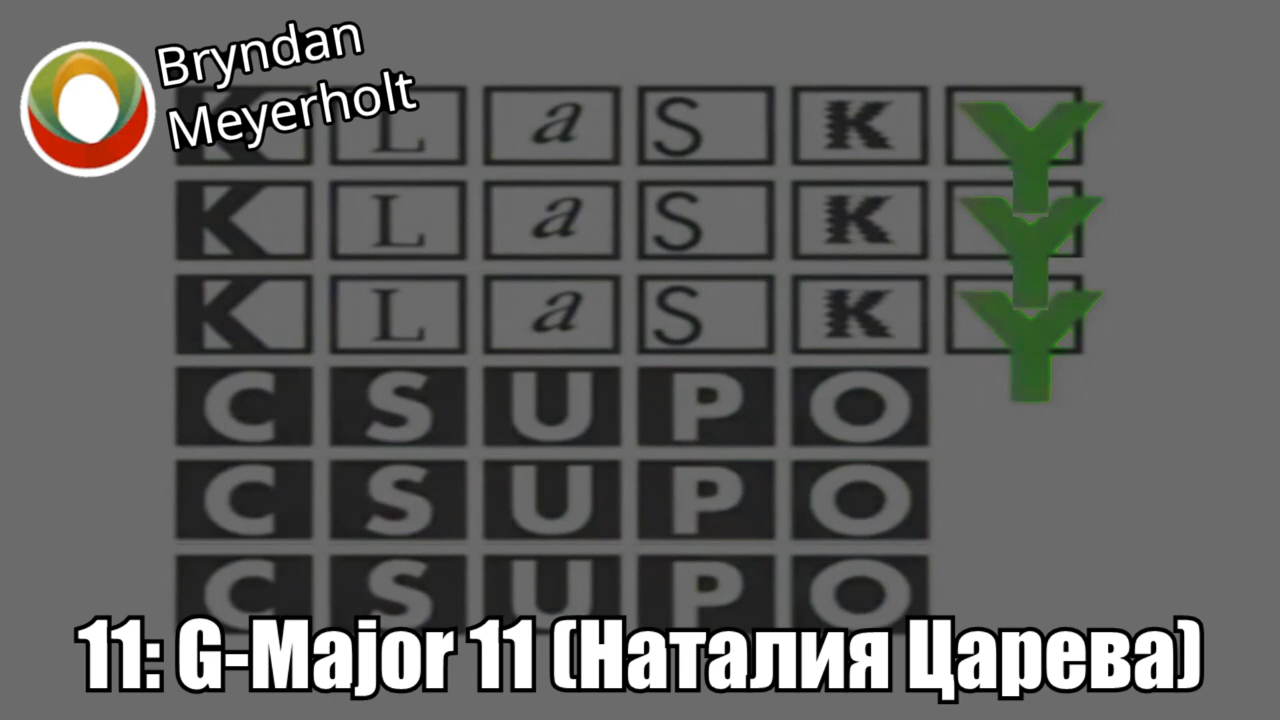 Bryndan
Meyerholt
K L a S K Y
K L a S K Y
K L a S K Y
C S U P O
C S U P O
C S U P O
11: G-Major 11 (Наталия Царева)